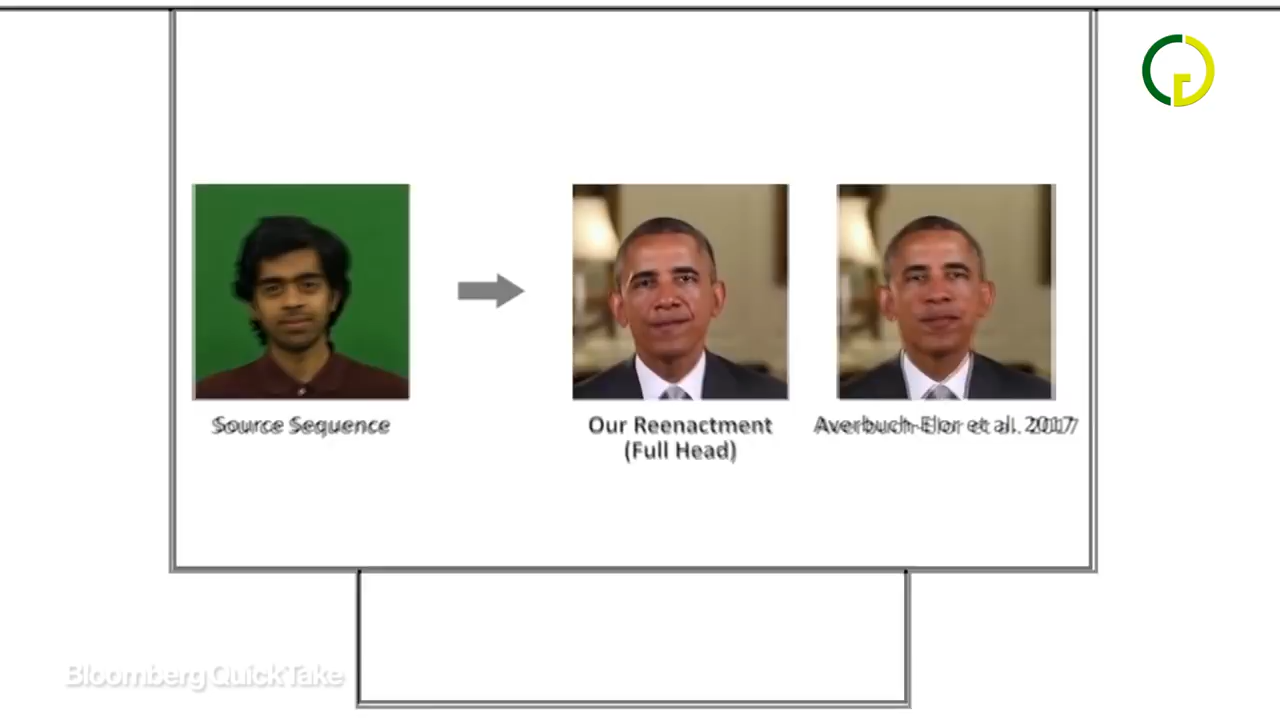 Source Sequence
Our Reenactment
(Full Head)
Averbuch-Elor et al. 2017
Bloomberg QuickTake